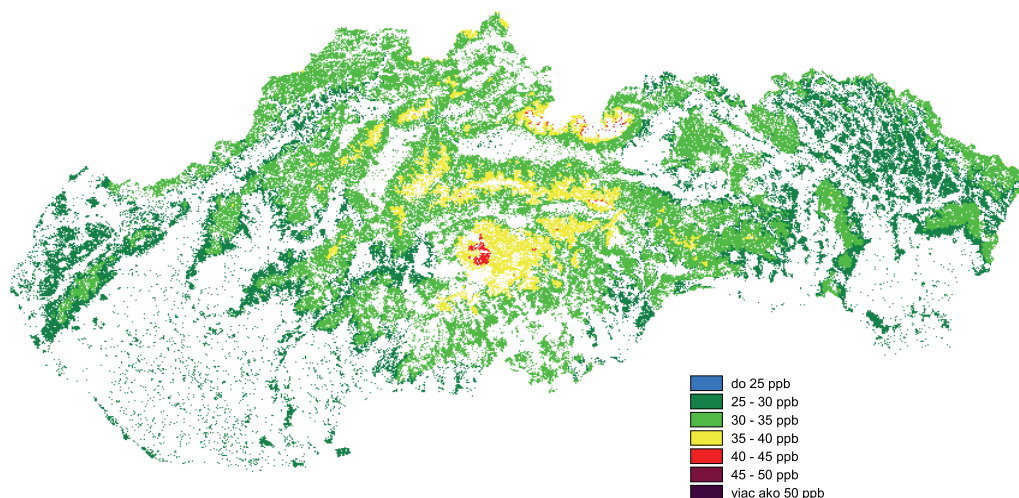 do 25 ppb
25 - 30 ppb
30 - 35 ppb
35 - 40 ppb
40 - 45 ppb
45 - 50 ppb
viac ako 50 ppb